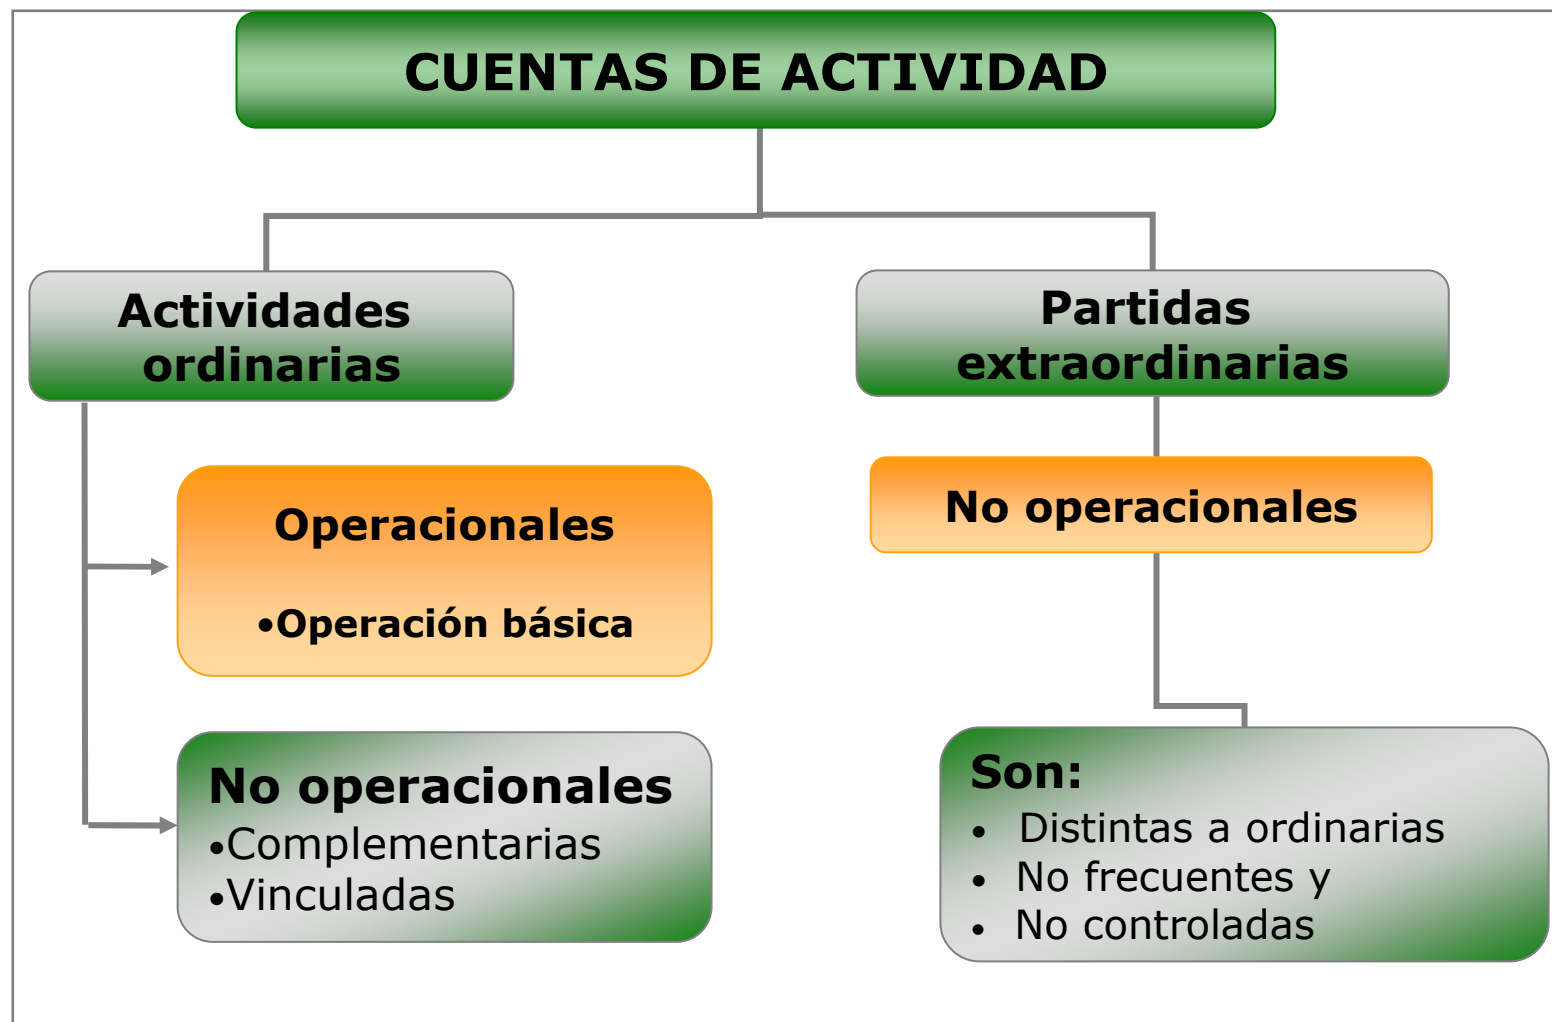 CUENTAS DE ACTIVIDAD
Actividades
ordinarias
Operacionales
•Operación básica
No operacionales
•Complementarias
•Vinculadas
Partidas
extraordinarias
No operacionales
Son:
• Distintas a ordinarias
• No frecuentes y
• No controladas